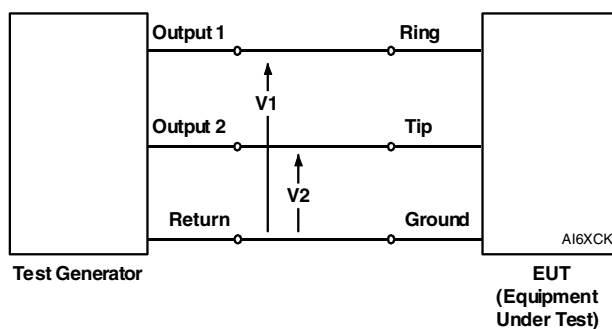 Output 1
Ring
V1
Output 2
Tip
V2
Return
Ground
AI6XCK
Test Generator
EUT
(Equipment
Under Test)